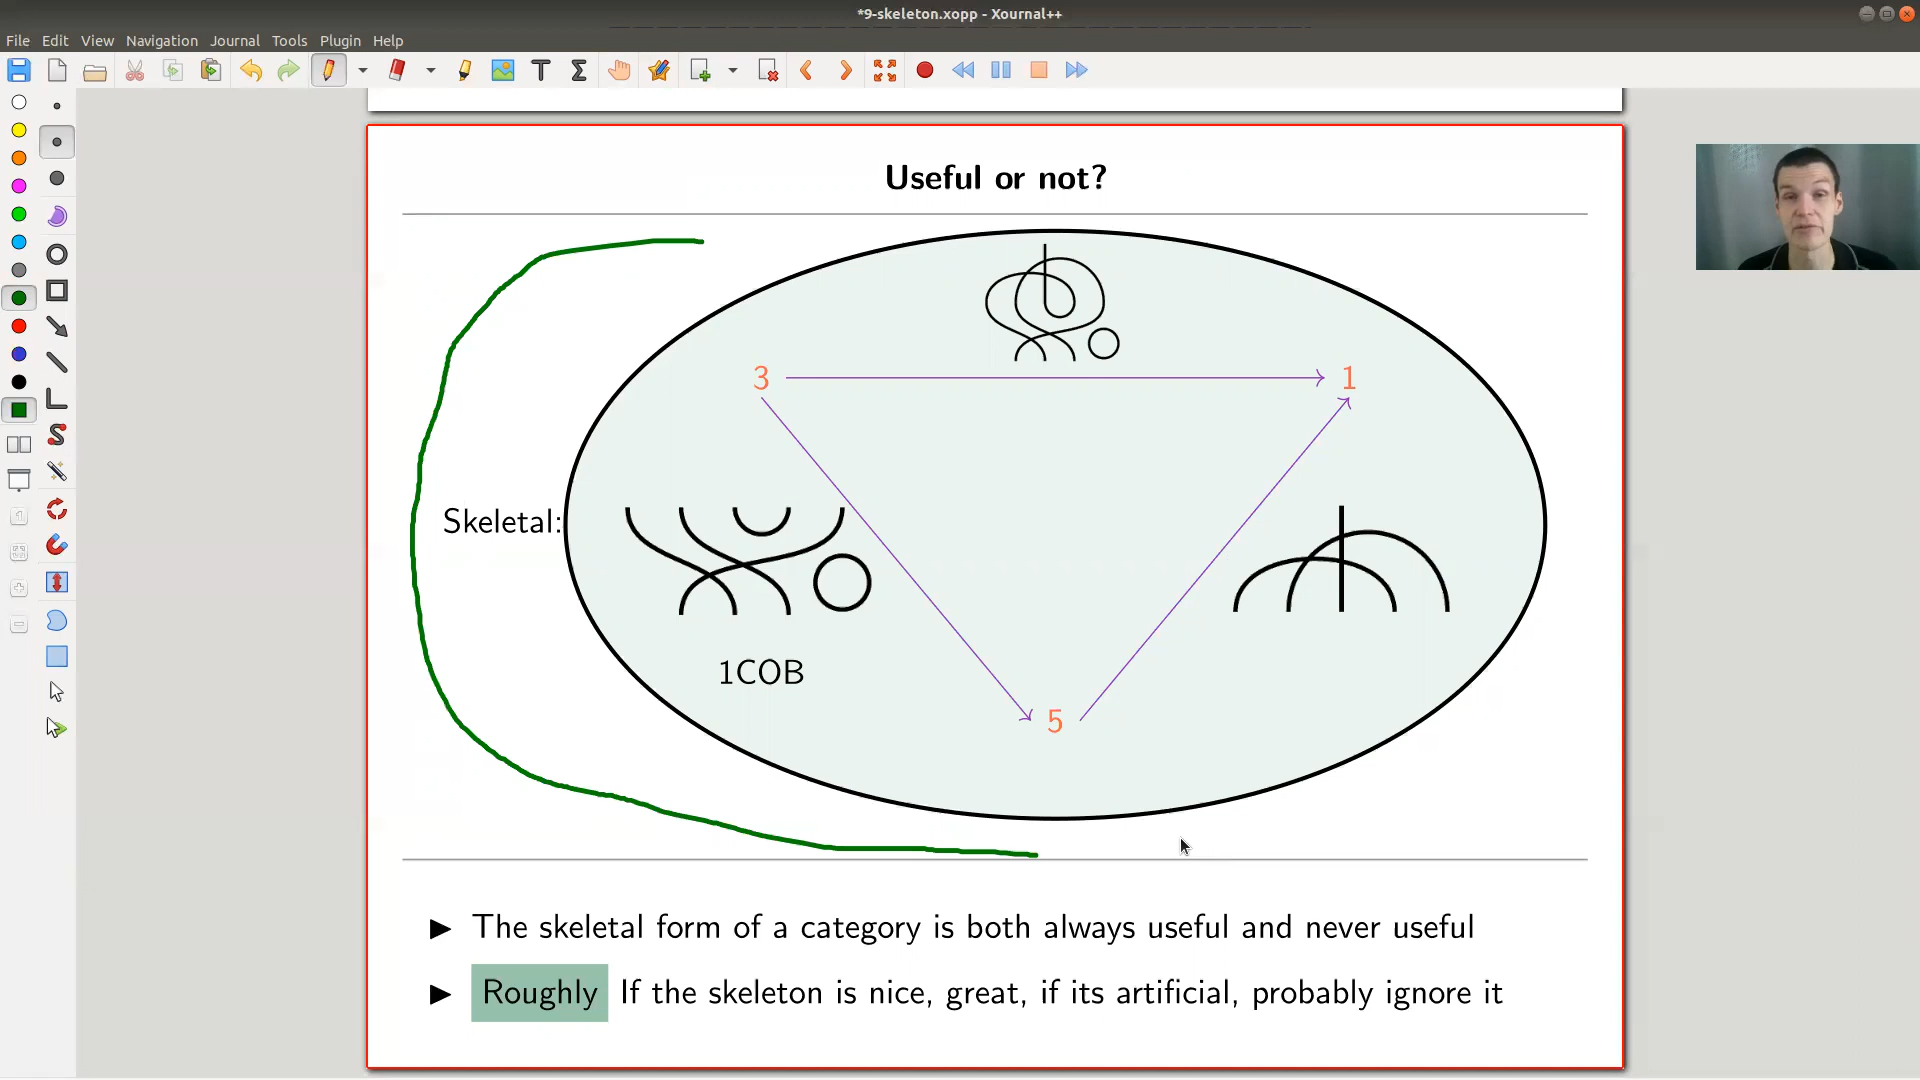 *9-skeleton.xopp - Xournal++
File Edit View Navigation Journal Tools Plugin Help
Useful or not?
3 1
Skeletal:
1COB
5
► The skeletal form of a category is both always useful and never useful
► Roughly If the skeleton is nice, great, if its artificial, probably ignore it